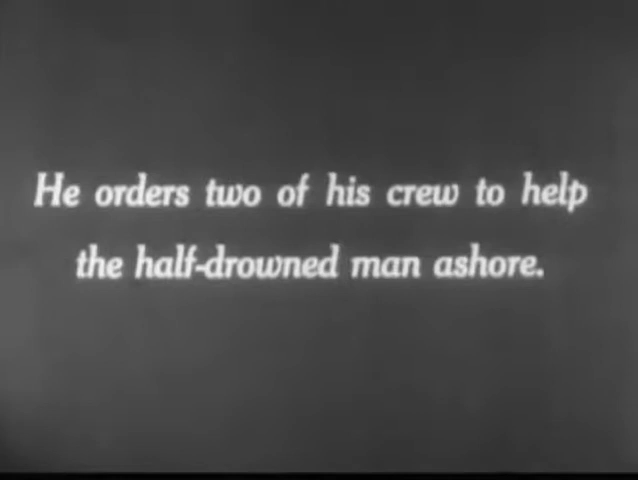 He orders two of his crew to help
the half-drowned man ashore.